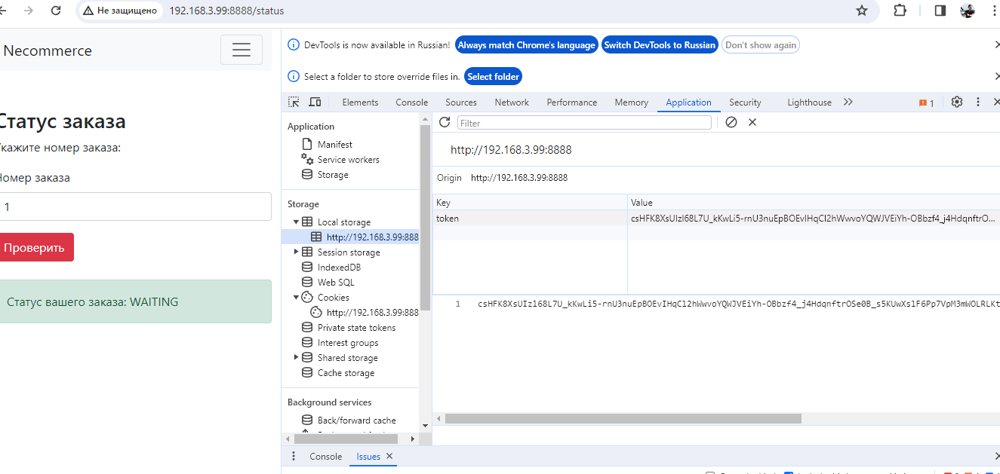 Не защищено 192.168.3.99:8888/status
Necommerce
Статус заказа
кажите номер заказа:
омер заказа
1
Проверить
Статус вашего заказа: WAITING
DevTools is now available in Russian! Always match Chrome's language Switch DevTools to Russian Don't show again
Select a folder to store override files in. Select folder
Elements Console Sources Network Performance Memory Application Security Lighthouse 1
Application
Manifest
Service workers
Storage
Storage
Local storage
http://192.168.3.99:888
Session storage
IndexedDB
Web SQL
Cookies
http://192.168.3.99:888
Private state tokens
Interest groups
Shared storage
Cache storage
Background services
Back/forward cache
Filter
http://192.168.3.99:8888
Origin http://192.168.3.99:8888
Key Value
token csHFK8XsUIzl68L7U_kKwLi5-rnU3nuEpBOEvIHqCl2hWwvoYQWJVEiYh-OBbzf4_j4HdqnftrO...
1 csHFK8XsUIzl68L7U_kKwLi5-rnU3nuEpBOEvIHqCl2hWwvoYQWJVEiYh-OBbzf4_j4HdqnftrOSe0B_s5KUwXslF6Pp7VpM3mWOLRLKt
Console Issues